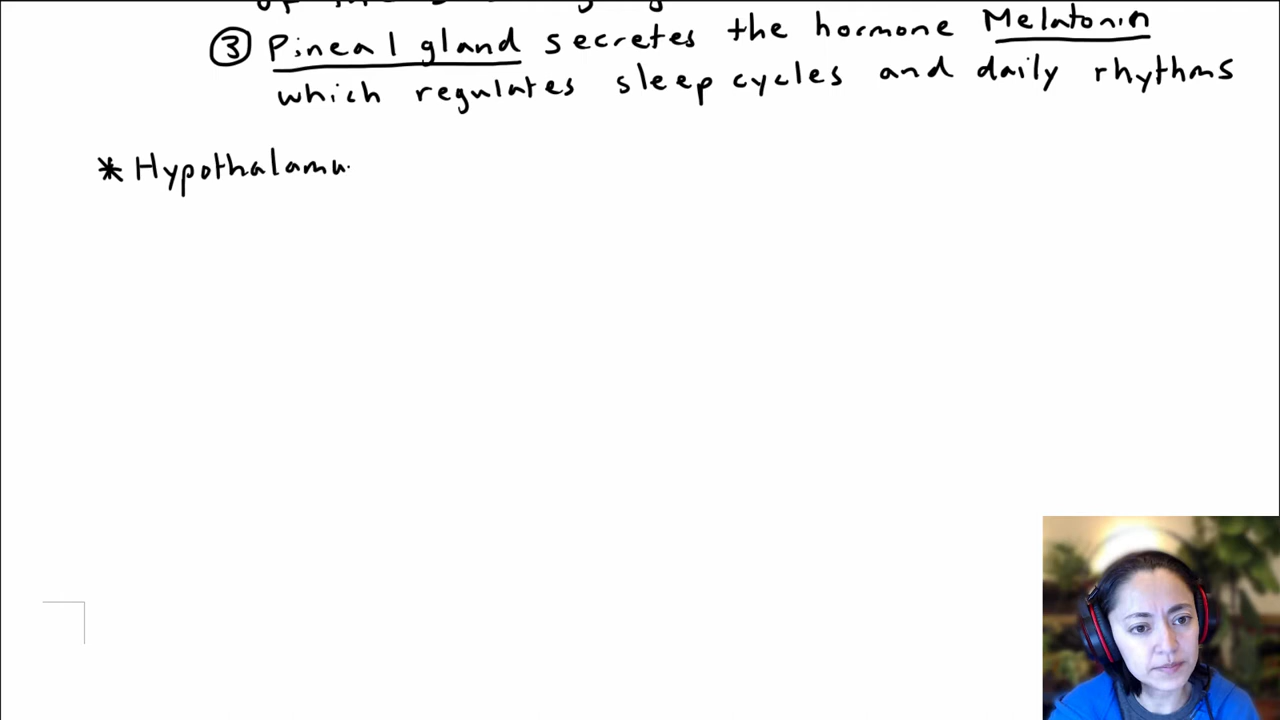 ③ Pineal gland secretes the hormone Melatonin
which regulates sleep cycles and daily rhythms
* Hypothalamu